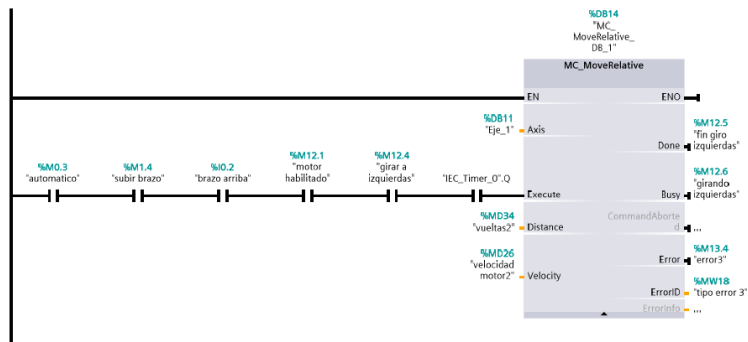 %DB14
"MC_
MoveRelative_
DB_1"
MC_MoveRelative
EN
ENO
%DB11
"Eje_1"
Axis
%M12.5
"fin giro
izquierdas"
Done
%M0.3
"automatico"
%M1.4
"subir brazo"
%I0.2
"brazo arriba"
%M12.1
"motor
habilitado"
%M12.4
"girar a
izquierdas"
"IEC_Timer_0".Q
Execute
%M12.6
"girando
izquierdas"
Busy
%MD34
"vueltas2"
Distance
CommandAborte
d
...
%MD26
"velocidad
motor2"
Velocity
%M13.4
"error3"
Error
%MW18
"tipo error 3"
ErrorID
ErrorInfo
...